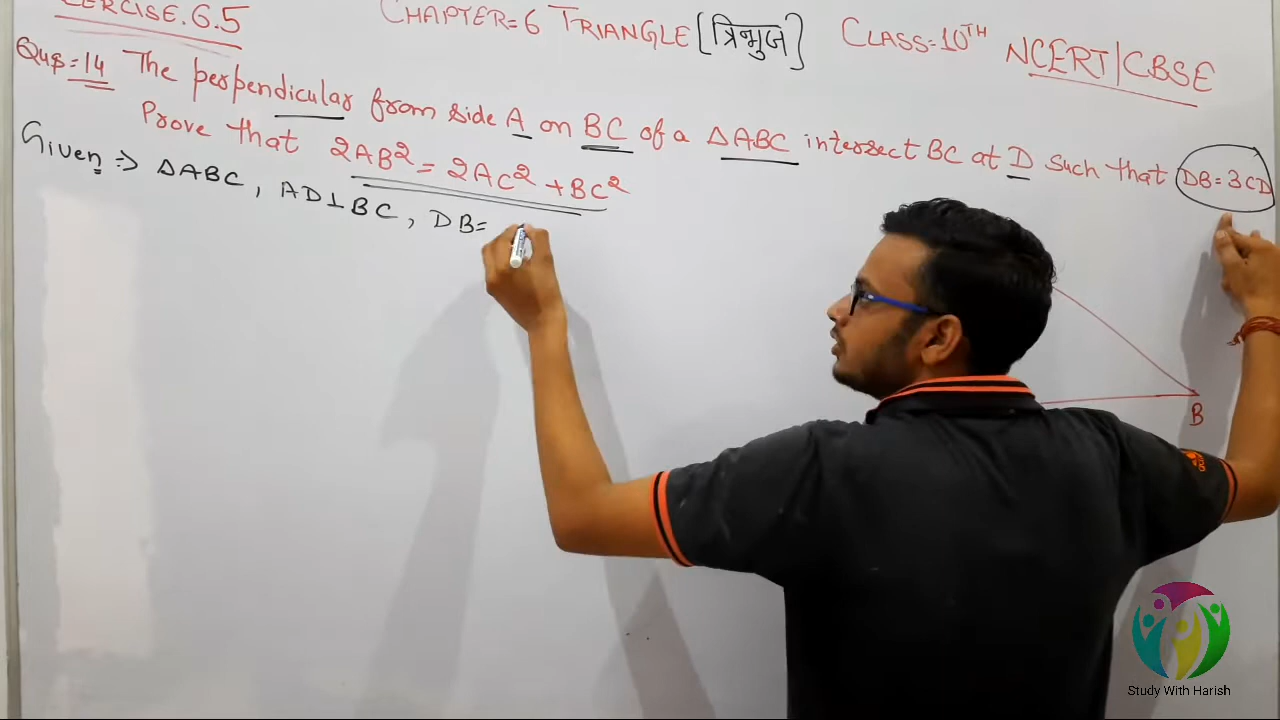 ERCISE.6.5
CHAPTER=6 TRIANGLE [त्रिभुज] CLASS=10TH NCERT/CBSE
Ques=14 The perpendicular from side A on BC of a ΔABC intersect BC at D such that DB=3CD
Prove that 2AB²=2AC²+BC²
Given => ΔABC, AD⊥BC, DB=
B
Study With Harish